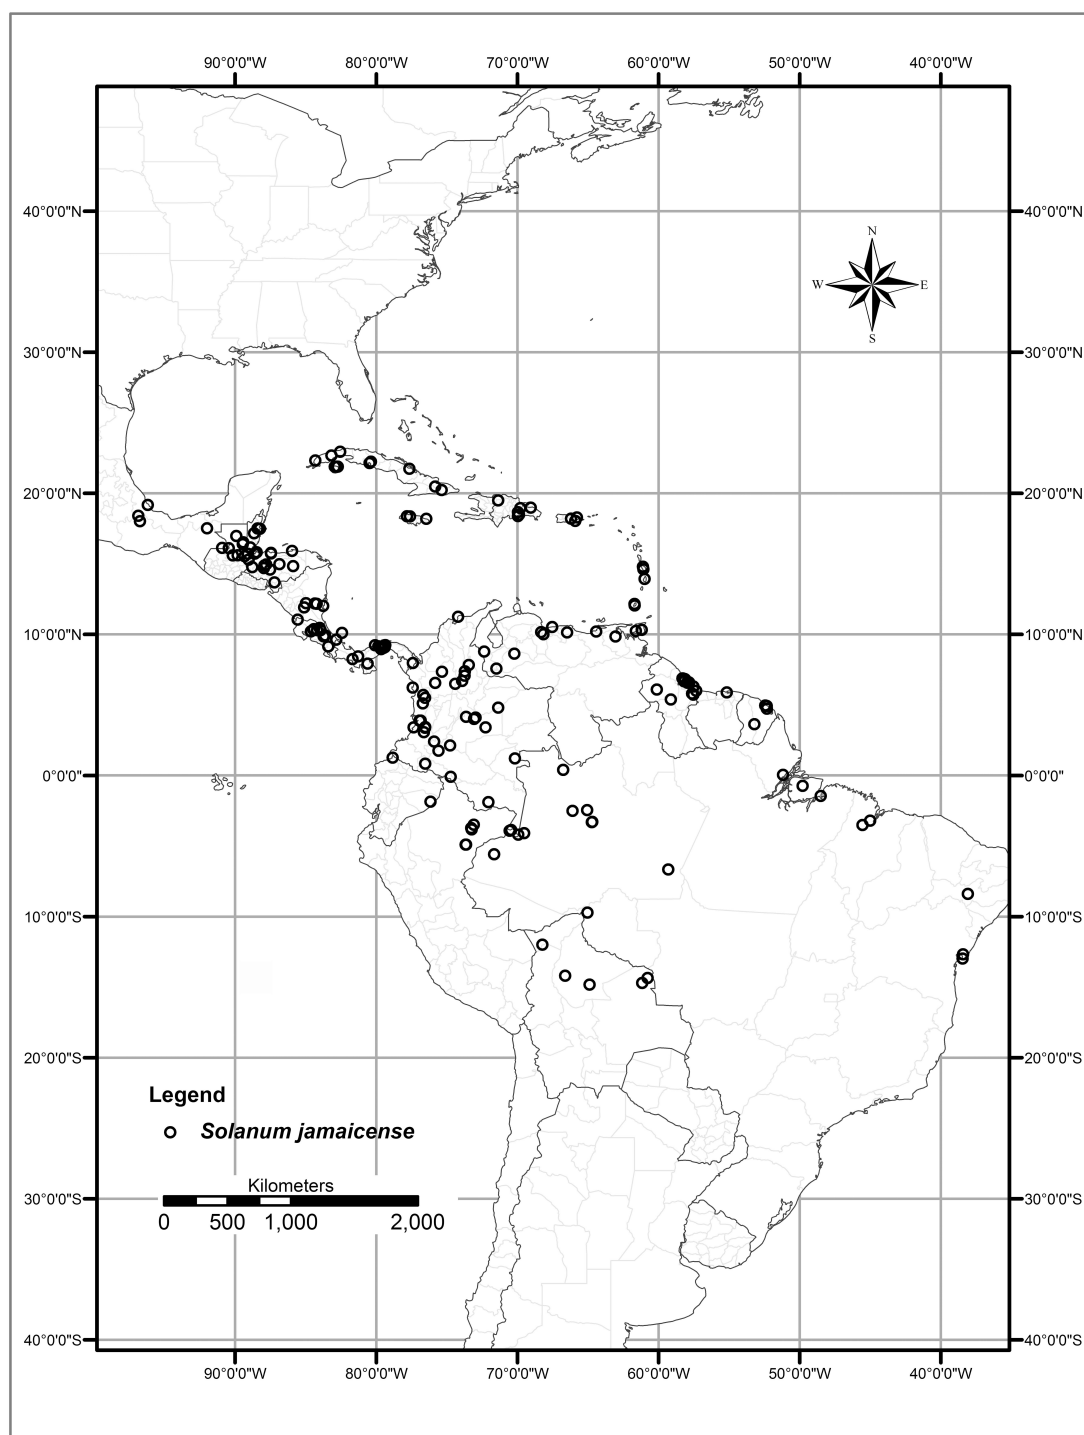 90°0'0"W 80°0'0"W 70°0'0"W 60°0'0"W 50°0'0"W 40°0'0"W
40°0'0"N 40°0'0"N
N
W E
S
30°0'0"N 30°0'0"N
20°0'0"N 20°0'0"N
10°0'0"N 10°0'0"N
0°0'0" 0°0'0"
10°0'0"S 10°0'0"S
20°0'0"S 20°0'0"S
Legend
Solanum jamaicense
Kilometers
30°0'0"S 30°0'0"S
0 500 1,000 2,000
40°0'0"S 40°0'0"S
90°0'0"W 80°0'0"W 70°0'0"W 60°0'0"W 50°0'0"W 40°0'0"W